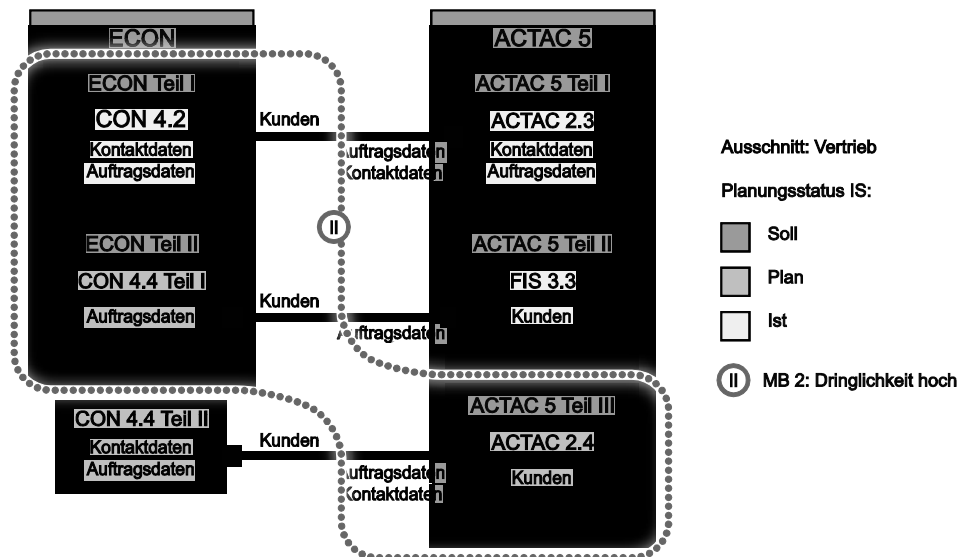 ECON
ECON Teil I
CON 4.2
Kontaktdaten
Auftragsdaten
ECON Teil II
CON 4.4 Teil I
Auftragsdaten
CON 4.4 Teil II
Kontaktdaten
Auftragsdaten
Kunden
Auftragsdaten
Kontaktdaten
II
Kunden
Auftragsdaten
Kunden
Auftragsdaten
Kontaktdaten
ACTAC 5
ACTAC 5 Teil I
ACTAC 2.3
Kontaktdaten
Auftragsdaten
ACTAC 5 Teil II
FIS 3.3
Kunden
ACTAC 5 Teil III
ACTAC 2.4
Kunden
Ausschnitt: Vertrieb
Planungsstatus IS:
Soll
Plan
Ist
II MB 2: Dringlichkeit hoch